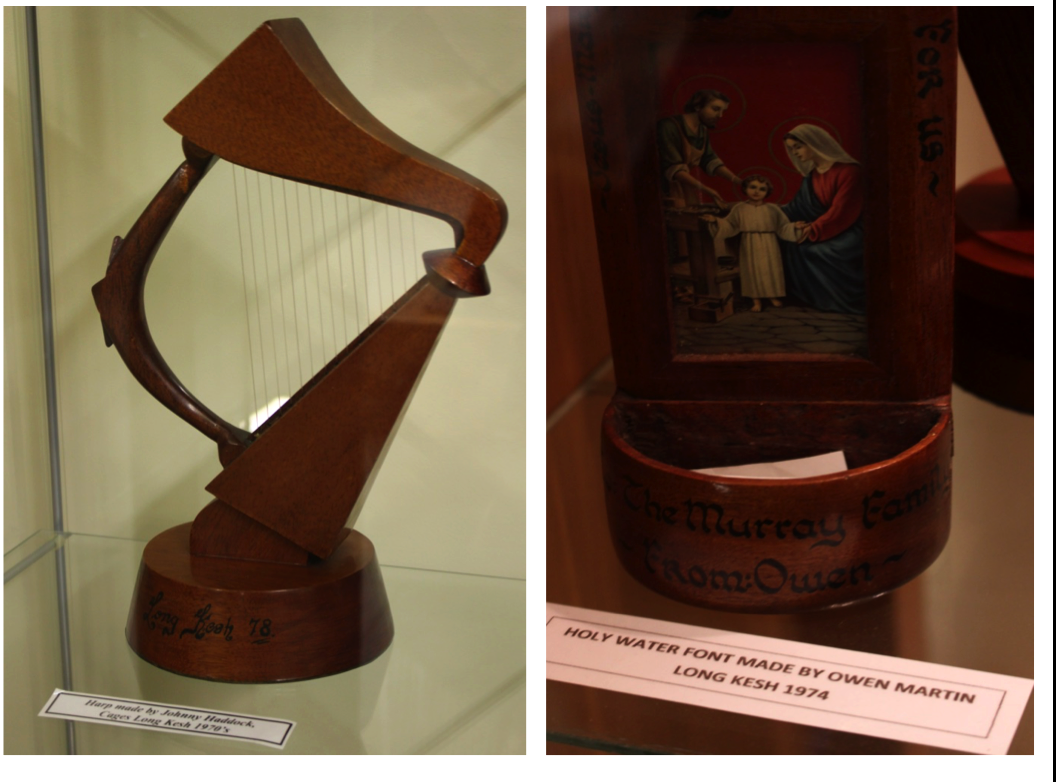 Long Kesh 78.
Harp made by Johnny Haddock,
Cages Long Kesh 1970's
For us
The Murray Family
From: Owen
HOLY WATER FONT MADE BY OWEN MARTIN
LONG KESH 1974